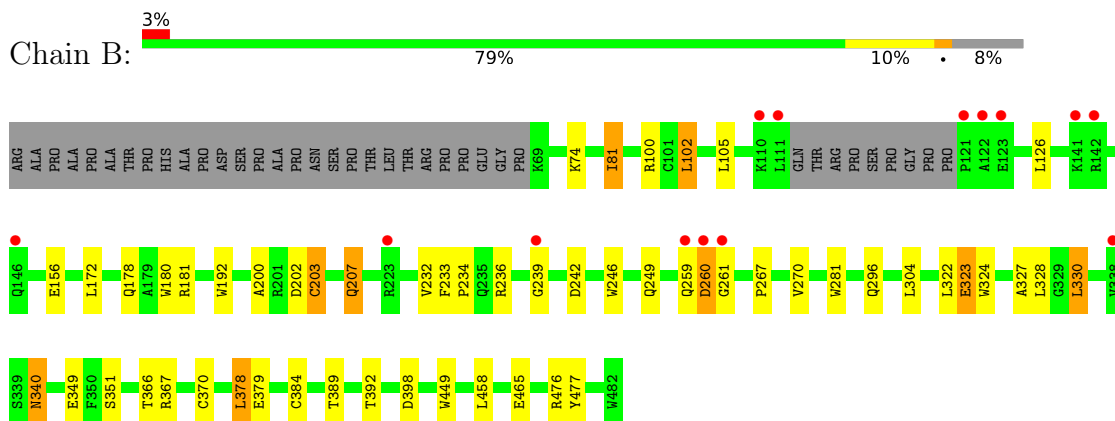 3%
Chain B:
79% 10% • 8%
ARG ALA PRO ALA PRO ALA THR PRO HIS ALA PRO ASP SER PRO ALA PRO ASN SER PRO THR LEU THR ARG PRO GLU GLY PRO K69 K74 I81 R100 C101 L102 L105 K110 L111 GLN THR ARG PRO SER PRO GLY PRO PRO P121 A122 E123 L126 K141 R142
Q146 E156 L172 Q178 A179 W180 R181 W192 A200 R201 D202 C203 Q207 R223 V232 F233 P234 Q235 R236 G239 D242 W246 Q249 Q259 D260 G261 P267 V270 W281 Q296 L304 L322 E323 W324 A327 L328 G329 L330 V338
S339 N340 E349 F350 S351 T366 R367 C370 L378 E379 C384 T389 T392 D398 W449 L458 E465 R476 Y477 W482